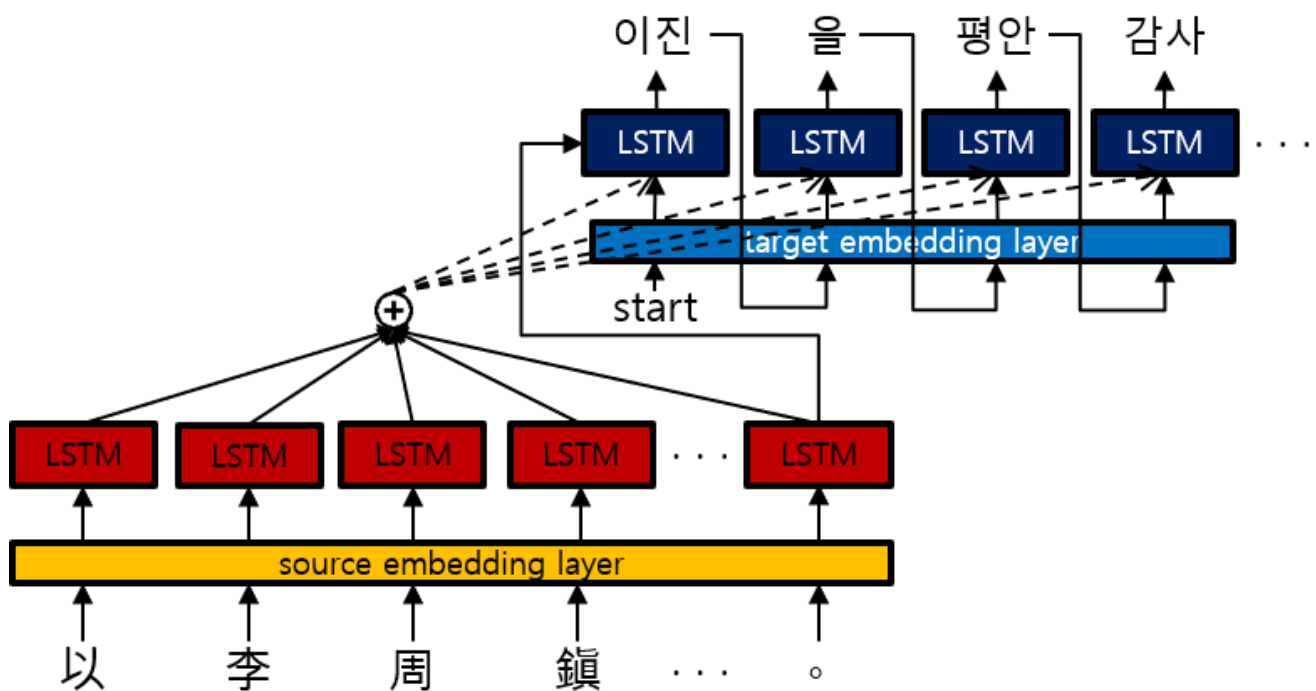 이진 을 평안 감사
LSTM LSTM LSTM LSTM . . .
target embedding layer
start
+
LSTM LSTM LSTM LSTM . . . LSTM
source embedding layer
以 李 周 鎭 . . . 。